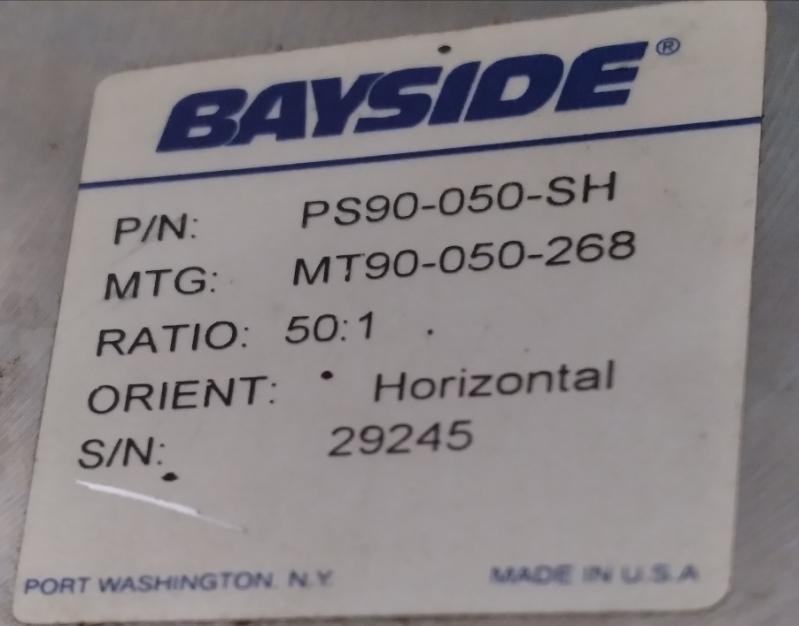 BAYSIDE®
P/N: PS90-050-SH
MTG: MT90-050-268
RATIO: 50:1
ORIENT: Horizontal
S/N: 29245
PORT WASHINGTON. N.Y. MADE IN U.S.A